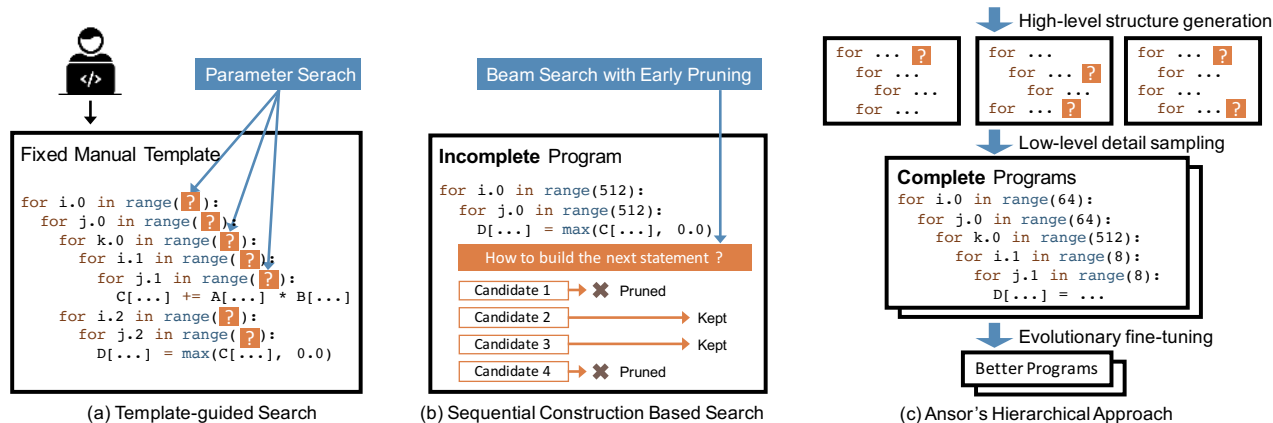 </>
Parameter Serach
Fixed Manual Template
for i.0 in range( ? ):
for j.0 in range( ? ):
for k.0 in range( ? ):
for i.1 in range( ? ):
for j.1 in range( ? ):
C[...] += A[...] * B[...]
for i.2 in range( ? ):
for j.2 in range( ? ):
D[...] = max(C[...], 0.0)
(a) Template-guided Search
Beam Search with Early Pruning
Incomplete Program
for i.0 in range(512):
for j.0 in range(512):
D[...] = max(C[...], 0.0)
How to build the next statement ?
Candidate 1 Pruned
Candidate 2 Kept
Candidate 3 Kept
Candidate 4 Pruned
(b) Sequential Construction Based Search
High-level structure generation
for ... ?
for ...
for ...
for ...
for ...
for ... ?
for ...
for ... ?
for ... ?
for ...
for ...
for ... ?
Low-level detail sampling
Complete Programs
for i.0 in range(64):
for j.0 in range(64):
for k.0 in range(512):
for i.1 in range(8):
for j.1 in range(8):
D[...] = ...
Evolutionary fine-tuning
Better Programs
(c) Ansor's Hierarchical Approach